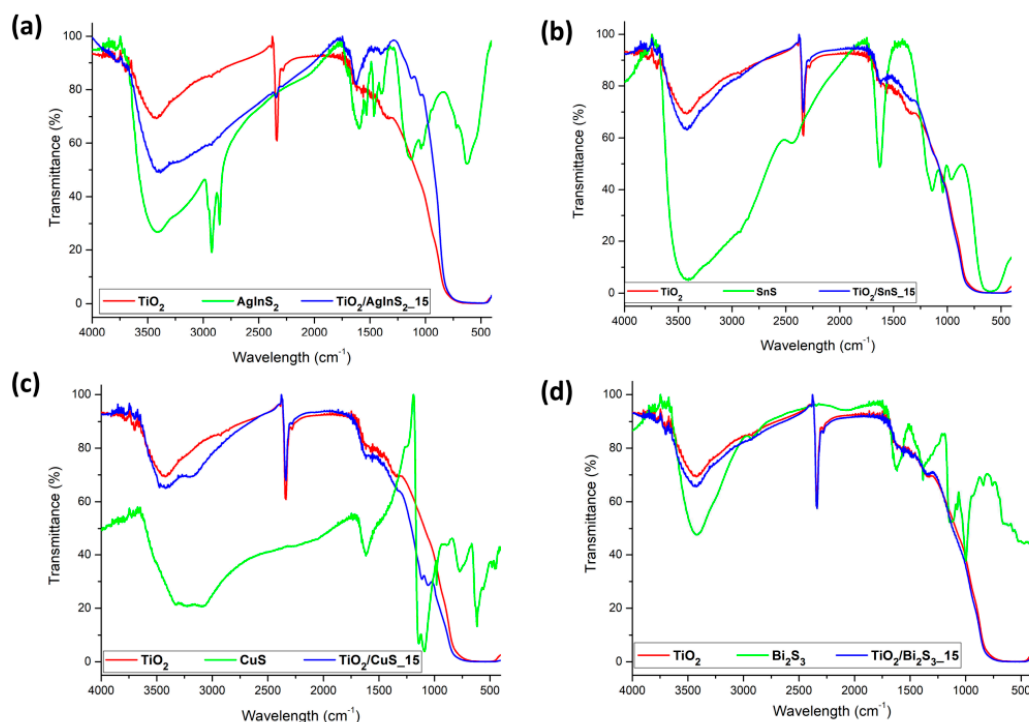 (a)
100
80
60
40
20
0
Transmittance (%)
TiO2 AgInS2 TiO2/AgInS2_15
4000 3500 3000 2500 2000 1500 1000 500
Wavelength (cm-1)
(b)
100
80
60
40
20
0
Transmittance (%)
TiO2 SnS TiO2/SnS_15
4000 3500 3000 2500 2000 1500 1000 500
Wavelength (cm-1)
(c)
100
80
60
40
20
0
Transmittance (%)
TiO2 CuS TiO2/CuS_15
4000 3500 3000 2500 2000 1500 1000 500
Wavelength (cm-1)
(d)
100
80
60
40
20
0
Transmittance (%)
TiO2 Bi2S3 TiO2/Bi2S3_15
4000 3500 3000 2500 2000 1500 1000 500
Wavelength (cm-1)